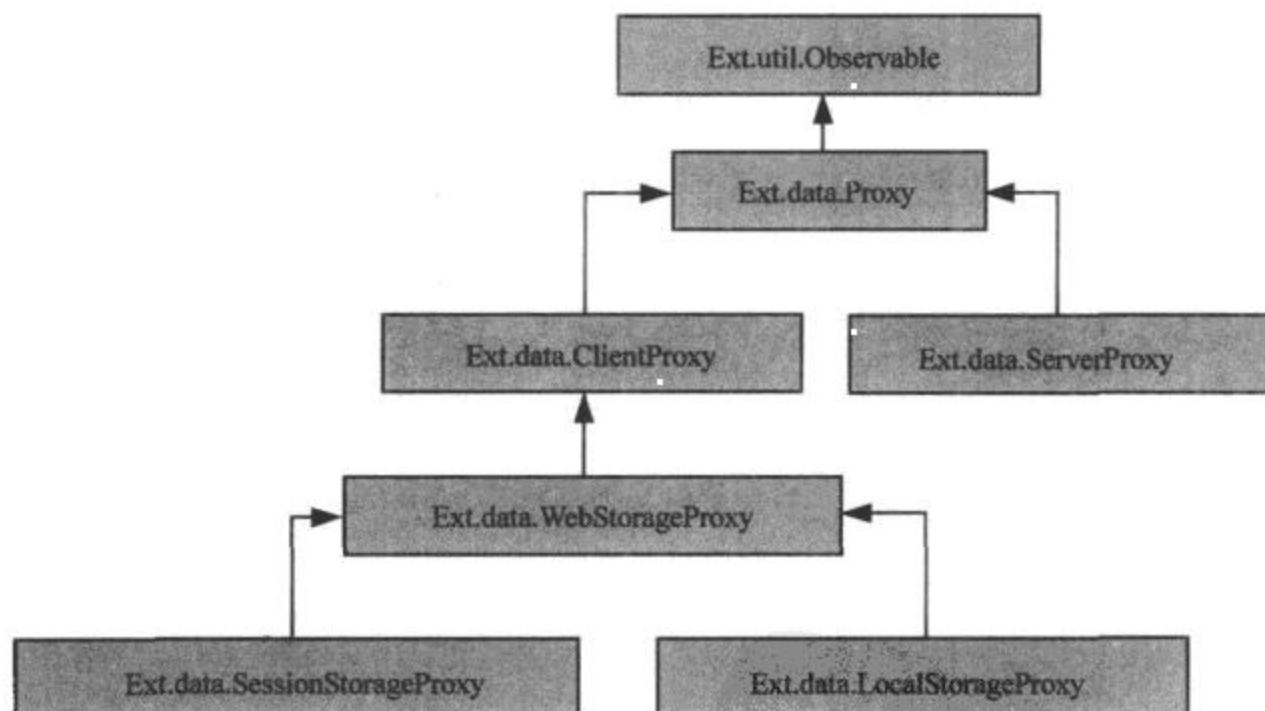 Ext.util.Observable
Ext.data.Proxy
Ext.data.ClientProxy
Ext.data.ServerProxy
Ext.data.WebStorageProxy
Ext.data.SessionStorageProxy
Ext.data.LocalStorageProxy